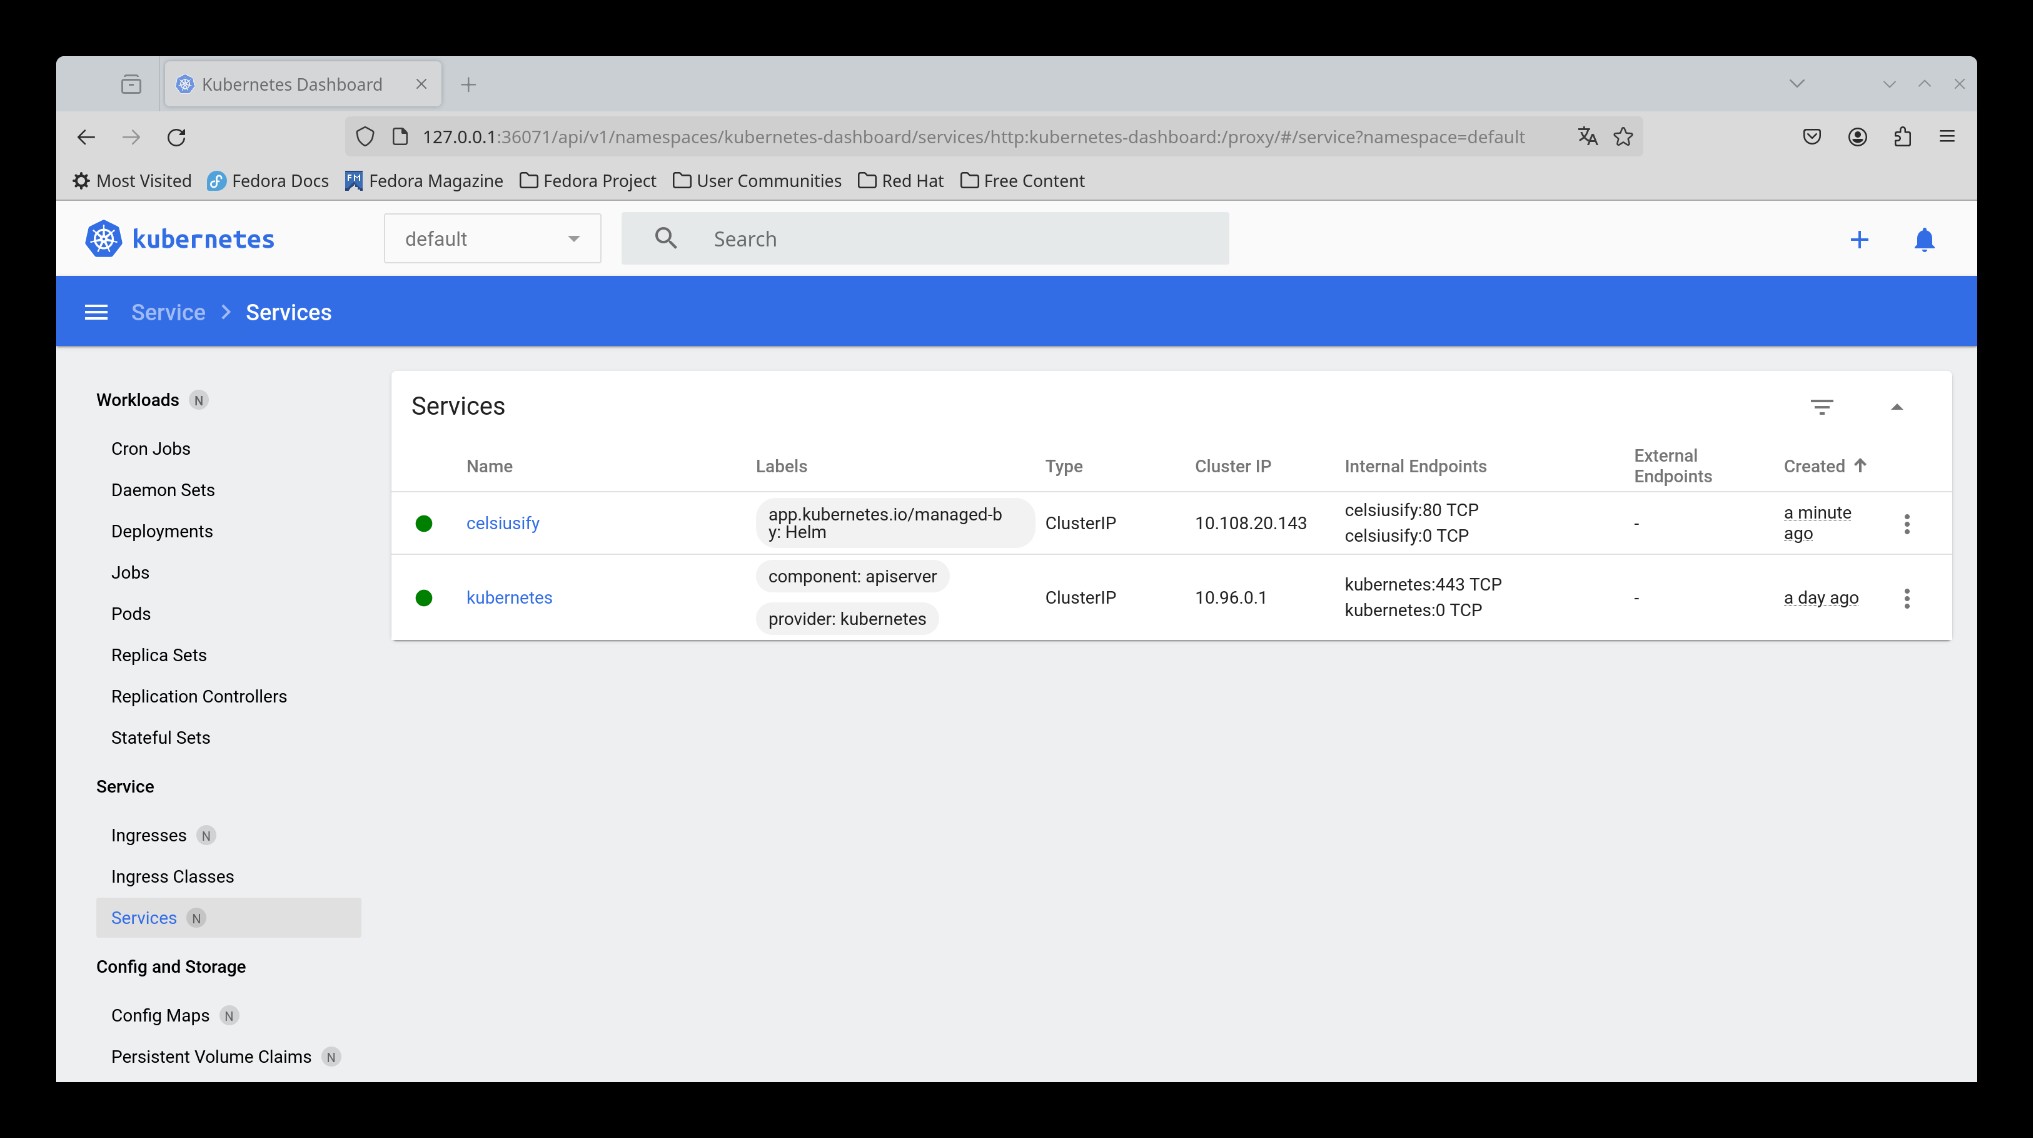 Kubernetes Dashboard
127.0.0.1:36071/api/v1/namespaces/kubernetes-dashboard/services/http:kubernetes-dashboard:/proxy/#/service?namespace=default
Most Visited Fedora Docs Fedora Magazine Fedora Project User Communities Red Hat Free Content
kubernetes default Search
Service Services
Workloads N
Cron Jobs
Daemon Sets
Deployments
Jobs
Pods
Replica Sets
Replication Controllers
Stateful Sets
Service
Ingresses N
Ingress Classes
Services N
Config and Storage
Config Maps N
Persistent Volume Claims N
Services
Name Labels Type Cluster IP Internal Endpoints External Endpoints Created
celsiusify
app.kubernetes.io/managed-b
y: Helm
ClusterIP
10.108.20.143
celsiusify:80 TCP
celsiusify:0 TCP
-
a minute
ago
kubernetes
component: apiserver
provider: kubernetes
ClusterIP
10.96.0.1
kubernetes:443 TCP
kubernetes:0 TCP
-
a day ago